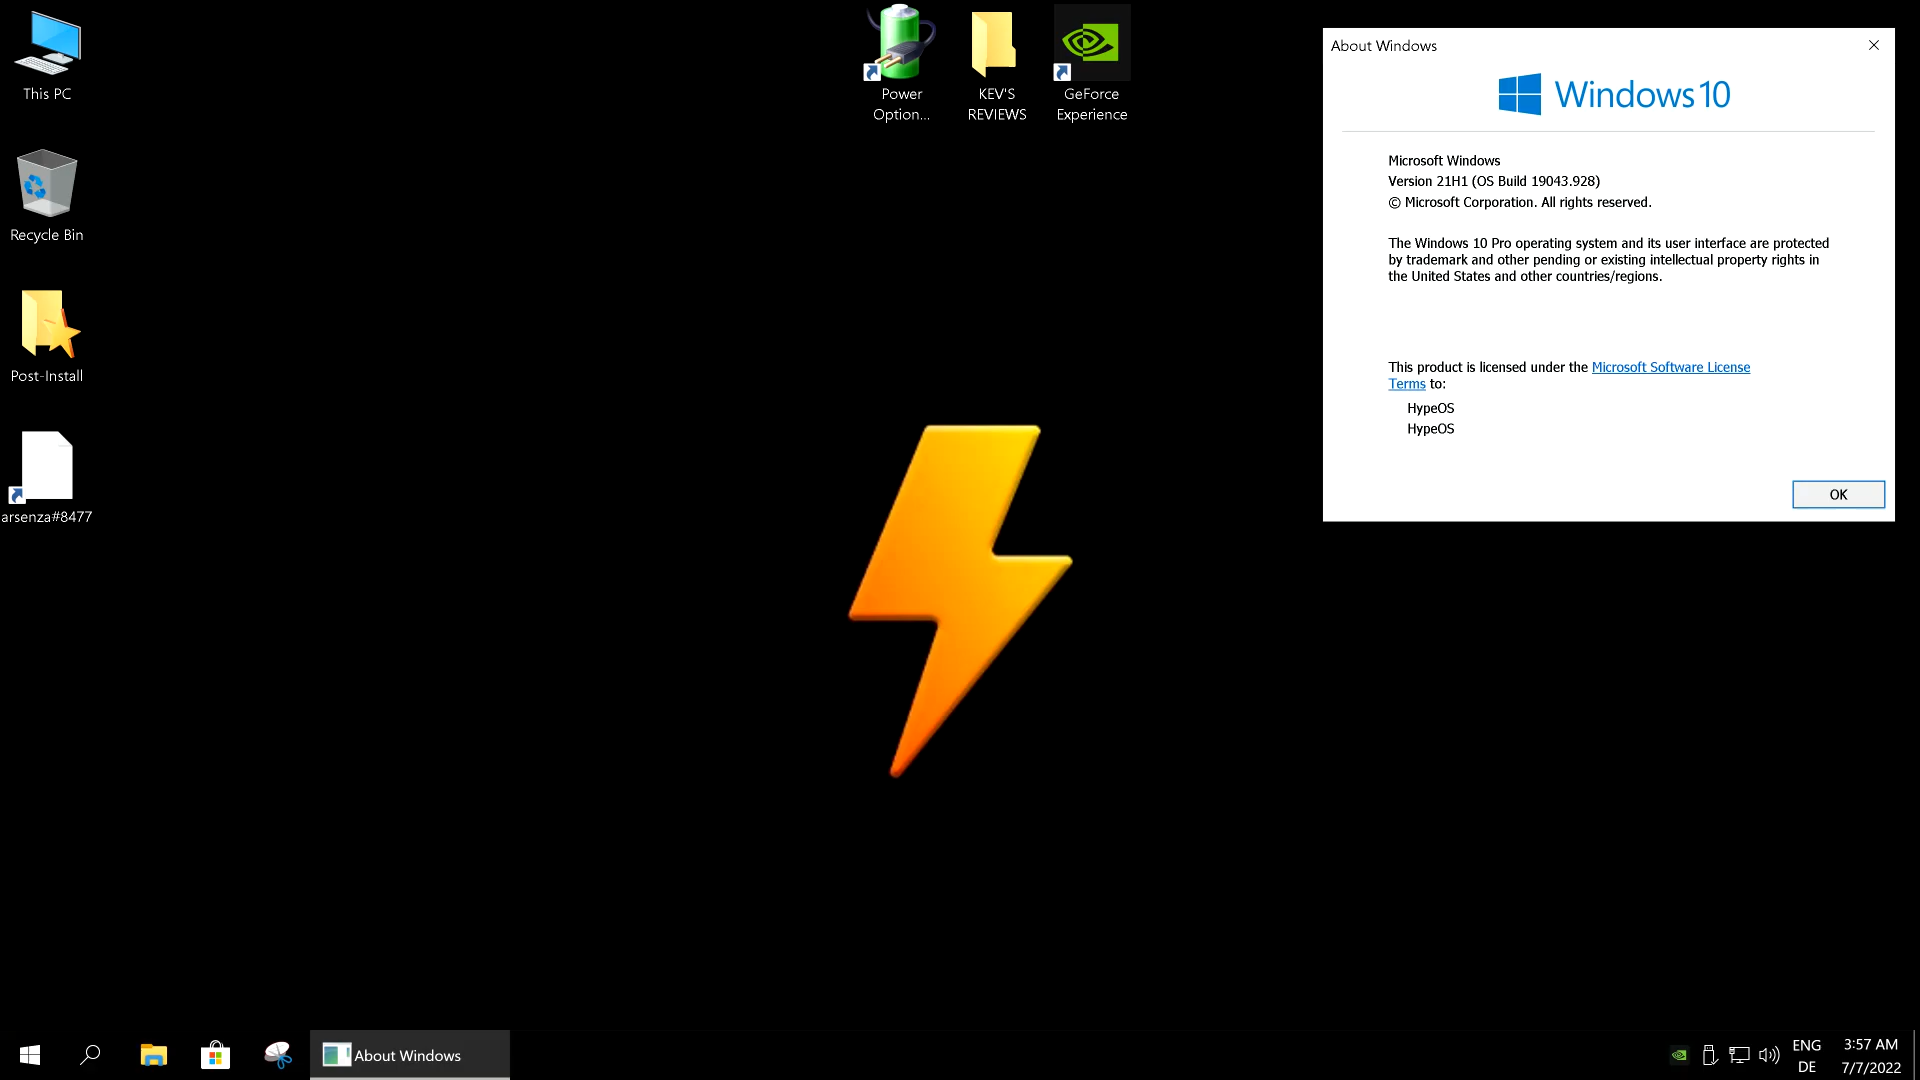 This PC
Recycle Bin
Post-Install
arsenza#8477
Power
Option...
KEV'S
REVIEWS
GeForce
Experience
About Windows
Windows 10
Microsoft Windows
Version 21H1 (OS Build 19043.928)
© Microsoft Corporation. All rights reserved.
The Windows 10 Pro operating system and its user interface are protected
by trademark and other pending or existing intellectual property rights in
the United States and other countries/regions.
This product is licensed under the Microsoft Software License
Terms to:
HypeOS
HypeOS
OK
About Windows
ENG
DE
3:57 AM
7/7/2022